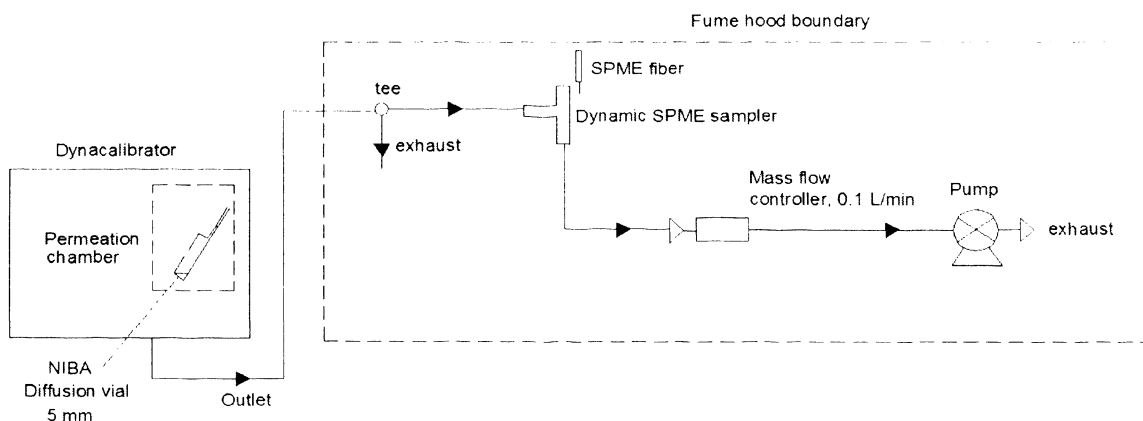 Fume hood boundary
SPME fiber
tee
Dynamic SPME sampler
exhaust
Dynacalibrator
Mass flow
controller, 0.1 L/min
Pump
exhaust
Permeation
chamber
NIBA
Diffusion vial
5 mm
Outlet